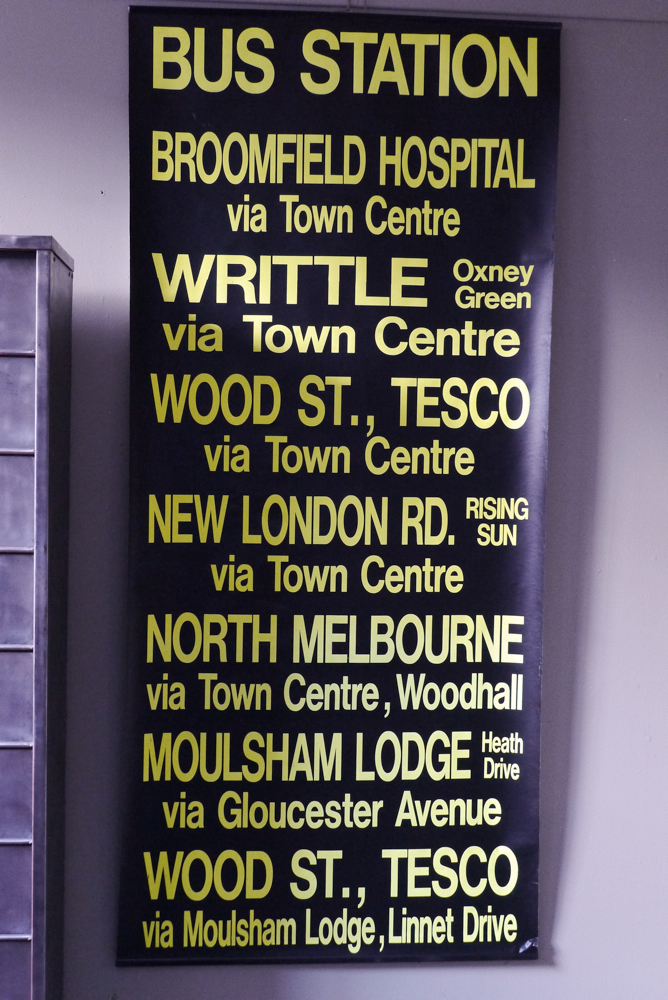 BUS STATION
BROOMFIELD HOSPITAL
via Town Centre
WRITTLE Oxney Green
via Town Centre
WOOD ST., TESCO
via Town Centre
NEW LONDON RD. RISING SUN
via Town Centre
NORTH MELBOURNE
via Town Centre, Woodhall
MOULSHAM LODGE Heath Drive
via Gloucester Avenue
WOOD ST., TESCO
via Moulsham Lodge, Linnet Drive